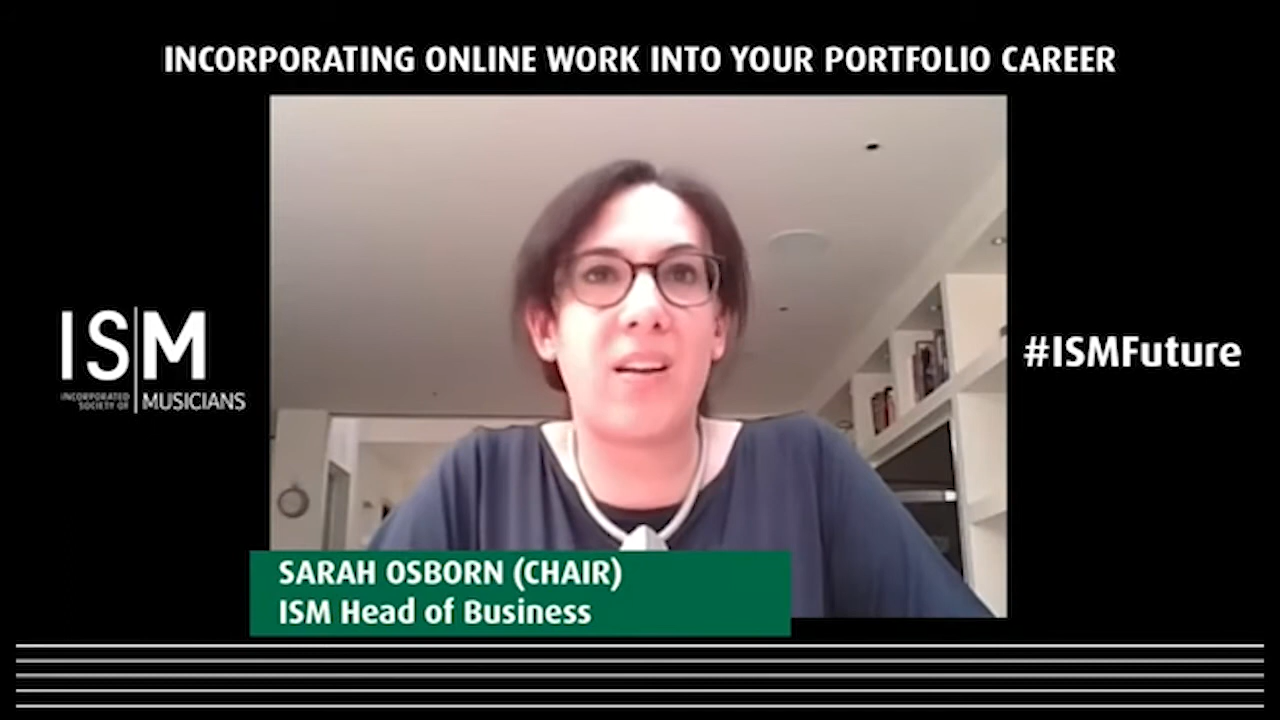 INCORPORATING ONLINE WORK INTO YOUR PORTFOLIO CAREER
IS|M
INCORPORATED
SOCIETY OF
MUSICIANS
#ISMFuture
SARAH OSBORN (CHAIR)
ISM Head of Business